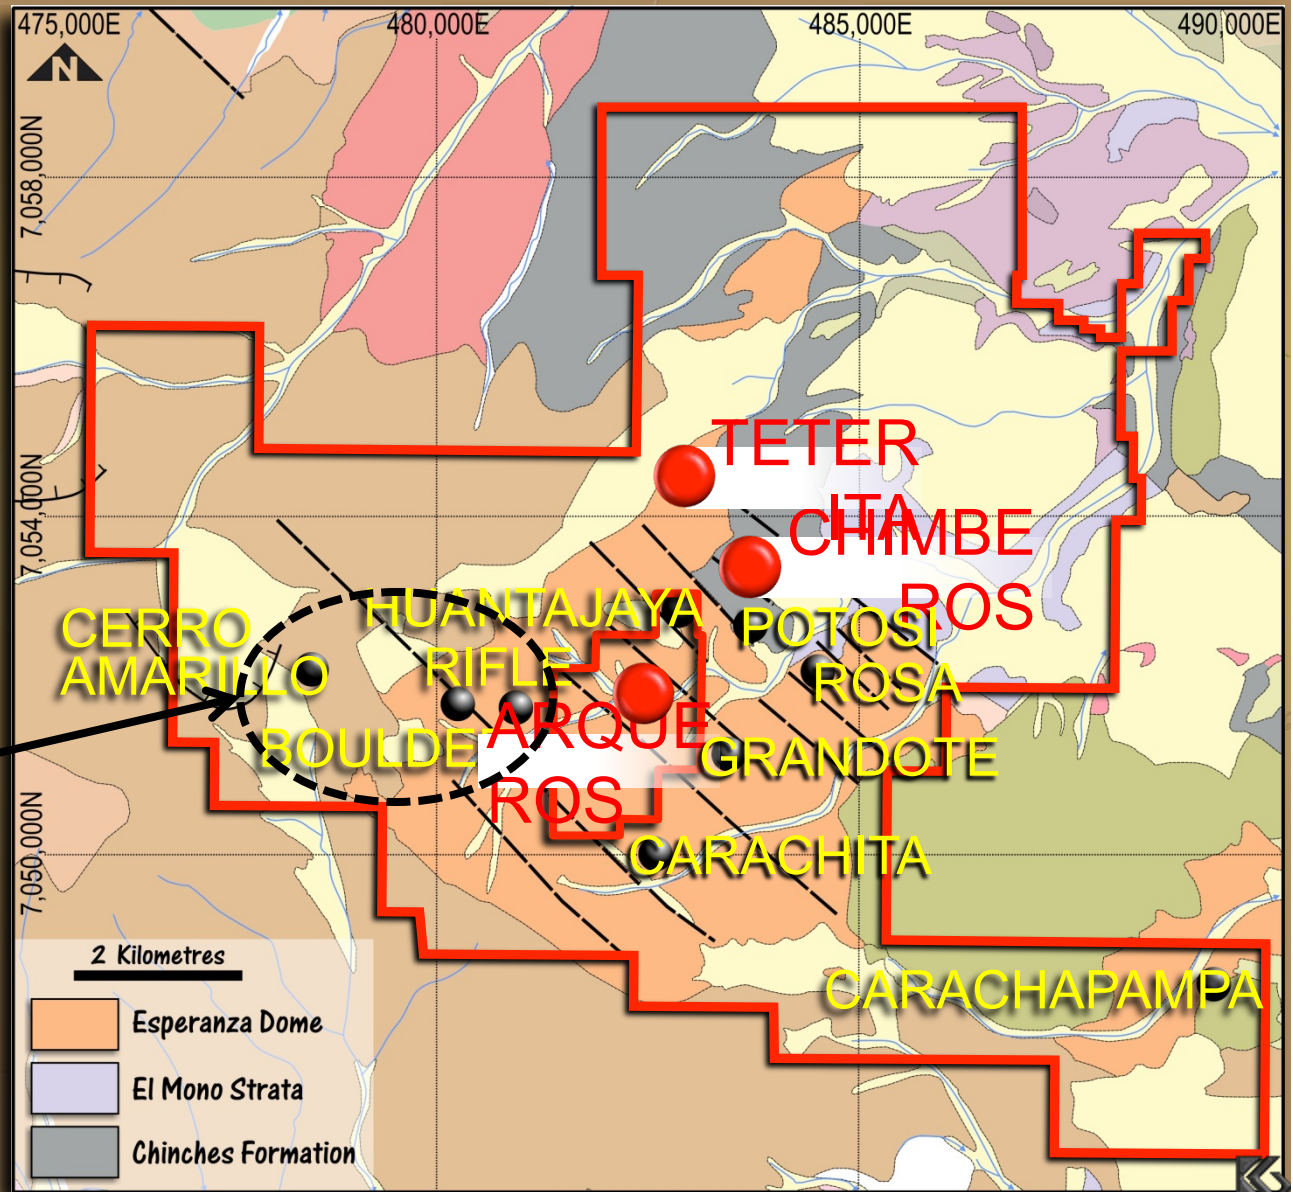 475,000E
480,000E
485,000E
490,000E
N
7,058,000N
7,054,000N
7,050,000N
TETER
ITA
CHIMBE
ROS
HUANTAJAYA
POTOSI
CERRO
AMARILLO
RIFLE
ROSA
ARQUE
ROS
BOULDE
GRANDOTE
CARACHITA
CARACHAPAMPA
2 Kilometres
Esperanza Dome
El Mono Strata
Chinches Formation